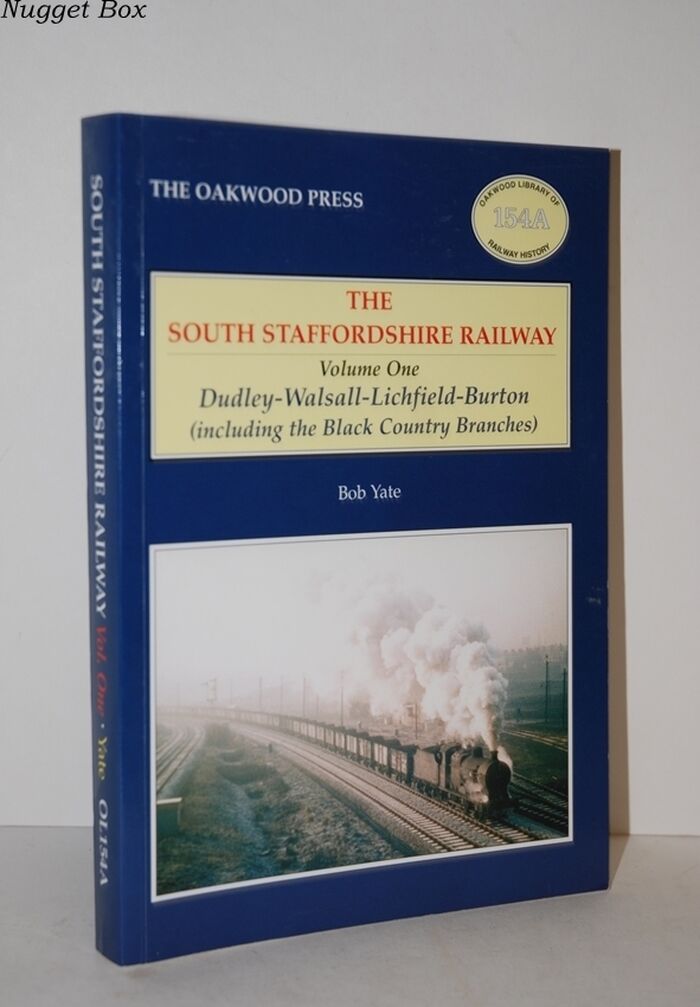 Nugget Box
THE OAKWOOD PRESS
OAKWOOD LIBRARY OF
154A
RAILWAY HISTORY
THE
SOUTH STAFFORDSHIRE RAILWAY
Volume One
Dudley-Walsall-Lichfield-Burton
(including the Black Country Branches)
Bob Yate
SOUTH STAFFORDSHIRE RAILWAY Vol. One · Yate OL154A